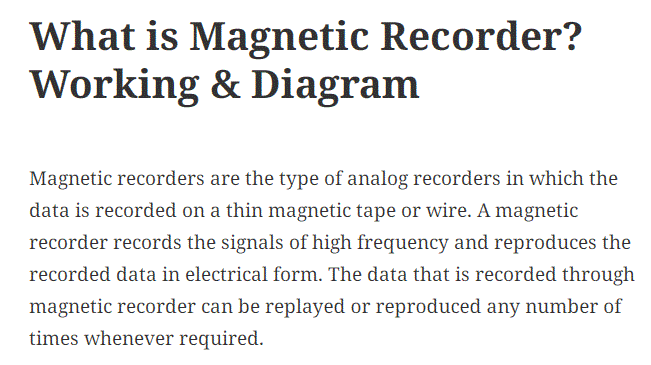 What is Magnetic Recorder?
Working & Diagram
Magnetic recorders are the type of analog recorders in which the
data is recorded on a thin magnetic tape or wire. A magnetic
recorder records the signals of high frequency and reproduces the
recorded data in electrical form. The data that is recorded through
magnetic recorder can be replayed or reproduced any number of
times whenever required.